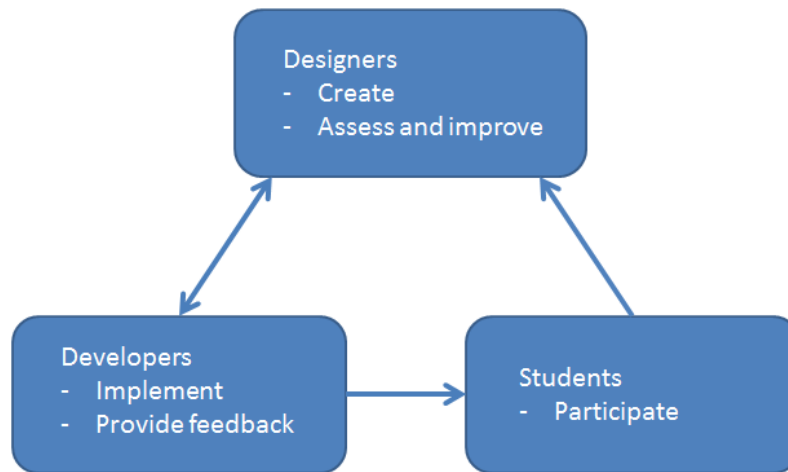 Designers
- Create
- Assess and improve
Developers
- Implement
- Provide feedback
Students
- Participate